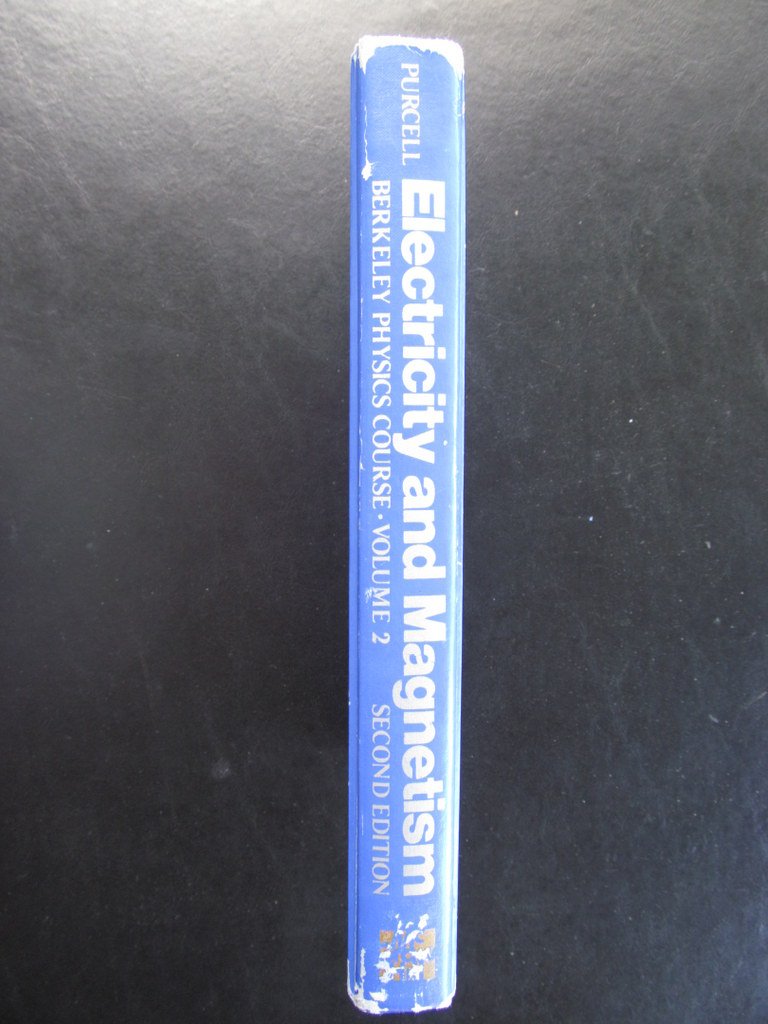 PURCELL
Electricity and Magnetism
BERKELEY PHYSICS COURSE · VOLUME 2
SECOND EDITION